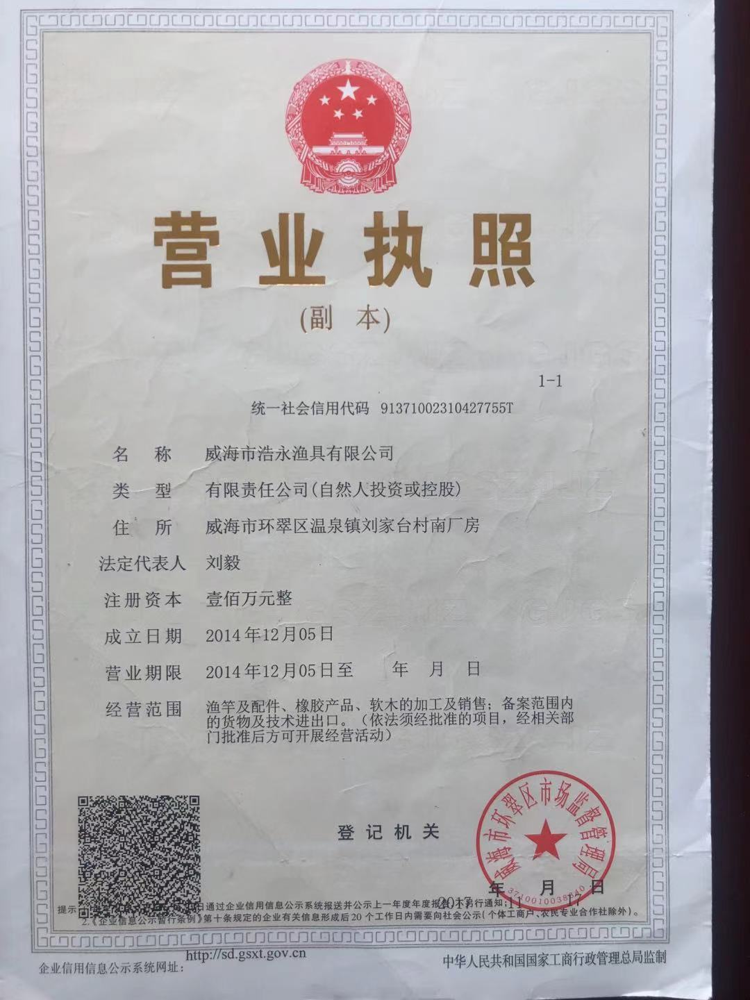 营业执照
(副 本)
1-1
统一社会信用代码 91371002310427755T
名 称 威海市浩永渔具有限公司
类 型 有限责任公司(自然人投资或控股)
住 所 威海市环翠区温泉镇刘家台村南厂房
法定代表人 刘毅
注册资本 壹佰万元整
成立日期 2014年12月05日
营业期限 2014年12月05日至 年 月 日
经营范围 渔竿及配件、橡胶产品、软木的加工及销售；备案范围内
的货物及技术进出口。（依法须经批准的项目，经相关部
门批准后方可开展经营活动）
威海市环翠区市场监督管理局
登记机关
年 月 日
2017 11 17
提示：日通过企业信用信息公示系统报送并公示上一年度年度报告，不另行通知；
2.《企业信息公示暂行条例》第十条规定的企业有关信息形成后20个工作日内需要向社会公示(个体工商户、农民专业合作社除外)。
http://sd.gsxt.gov.cn
企业信用信息公示系统网址：
中华人民共和国国家工商行政管理总局监制